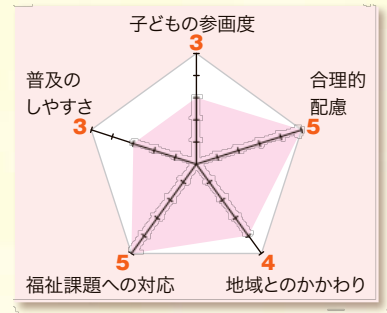 子どもの参画度
3
普及の
しやすさ
3
合理的
配慮
5
5
福祉課題への対応
4
地域とのかかわり